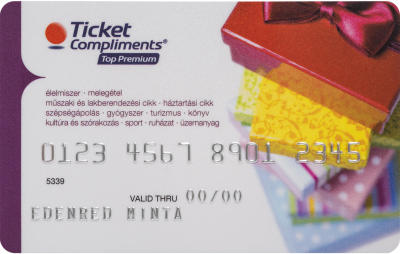 Ticket
Compliments®
Top Premium
élelmiszer · melegétel
műszaki és lakberendezési cikk · háztartási cikk
szépségápolás · gyógyszer · turizmus · könyv
kultúra és szórakozás · sport · ruházat · üzemanyag
0123 4567 8901 2345
5339
VALID THRU 00/00
EDENRED MINTA